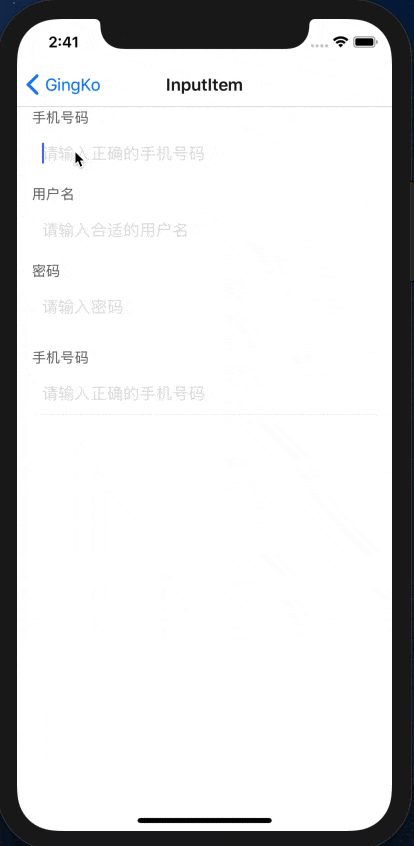 2:41
GingKo
InputItem
手机号码
请输入正确的手机号码
用户名
请输入合适的用户名
密码
请输入密码
手机号码
请输入正确的手机号码